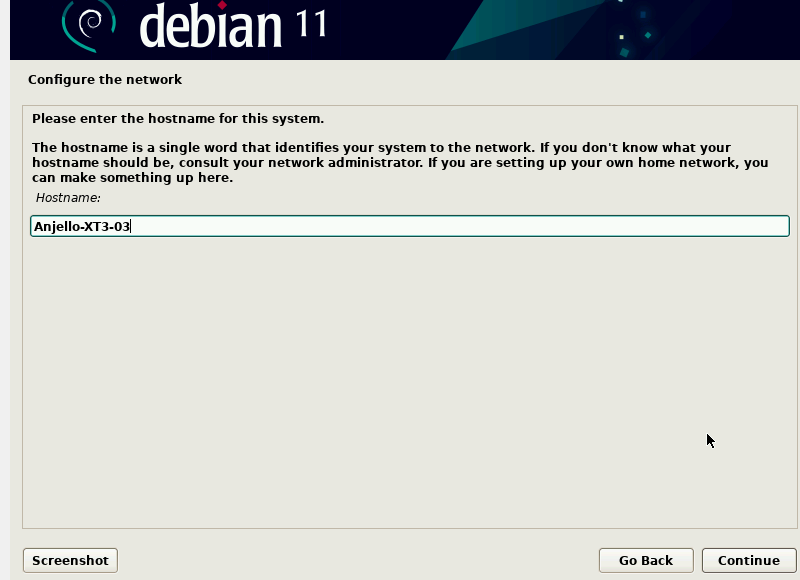 debian 11
Configure the network
Please enter the hostname for this system.
The hostname is a single word that identifies your system to the network. If you don't know what your
hostname should be, consult your network administrator. If you are setting up your own home network, you
can make something up here.
Hostname:
Anjello-XT3-03
Screenshot Go Back Continue